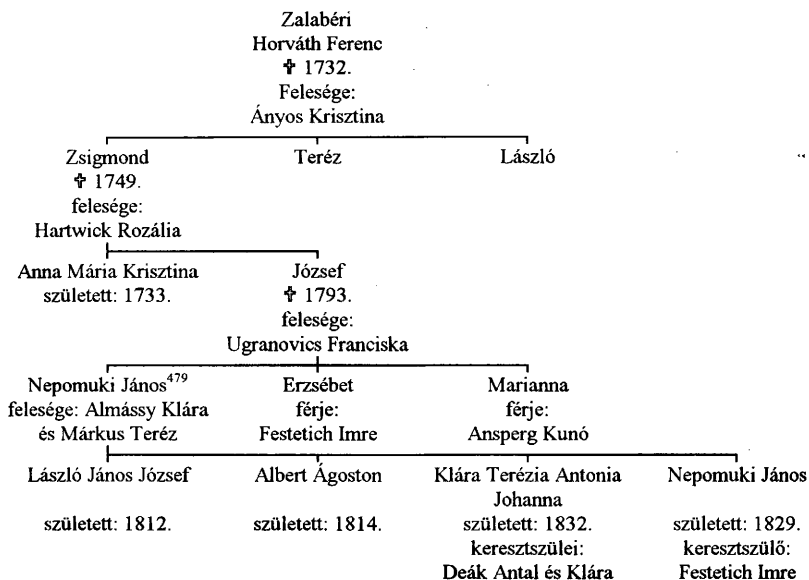 Zalabéri
Horváth Ferenc
✞ 1732.
Felesége:
Ányos Krisztina
Zsigmond
✞ 1749.
felesége:
Hartwick Rozália
Teréz
László
Anna Mária Krisztina
született: 1733.
József
✞ 1793.
felesége:
Ugranovics Franciska
Nepomuki János479
felesége: Almássy Klára
és Márkus Teréz
Erzsébet
férje:
Festetich Imre
Marianna
férje:
Ansperg Kunó
László János József
született: 1812.
Albert Ágoston
született: 1814.
Klára Terézia Antonia
Johanna
született: 1832.
keresztszülei:
Deák Antal és Klára
Nepomuki János
született: 1829.
keresztszülő:
Festetich Imre